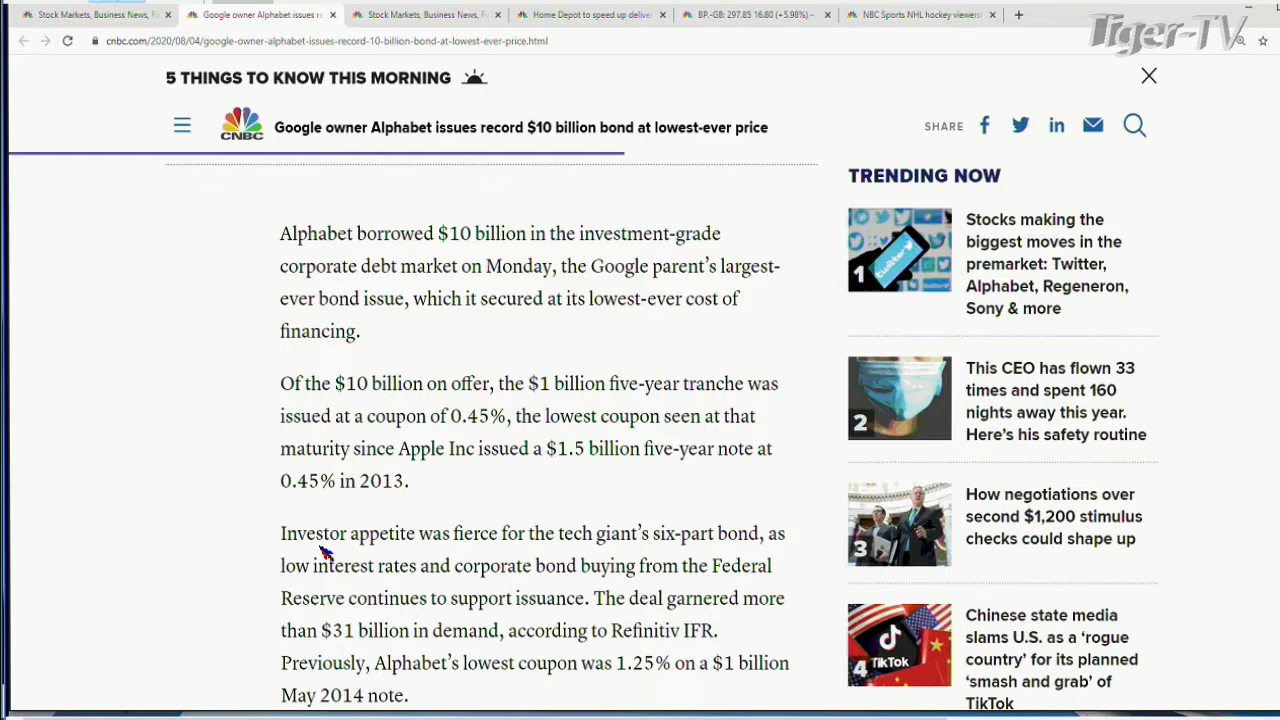 Stock Markets, Business News, F
Google owner Alphabet issues re
Stock Markets, Business News, F
Home Depot to speed up deliver
BP.-GB: 297.85 16.80 (+5.98%) –
NBC Sports NHL hockey viewers
Tiger-TV
cnbc.com/2020/08/04/google-owner-alphabet-issues-record-10-billion-bond-at-lowest-ever-price.html
5 THINGS TO KNOW THIS MORNING
CNBC
Google owner Alphabet issues record $10 billion bond at lowest-ever price
SHARE
Alphabet borrowed $10 billion in the investment-grade
corporate debt market on Monday, the Google parent’s largest-
ever bond issue, which it secured at its lowest-ever cost of
financing.
Of the $10 billion on offer, the $1 billion five-year tranche was
issued at a coupon of 0.45%, the lowest coupon seen at that
maturity since Apple Inc issued a $1.5 billion five-year note at
0.45% in 2013.
Investor appetite was fierce for the tech giant’s six-part bond, as
low interest rates and corporate bond buying from the Federal
Reserve continues to support issuance. The deal garnered more
than $31 billion in demand, according to Refinitiv IFR.
Previously, Alphabet’s lowest coupon was 1.25% on a $1 billion
May 2014 note.
TRENDING NOW
twitter
1
Stocks making the
biggest moves in the
premarket: Twitter,
Alphabet, Regeneron,
Sony & more
2
This CEO has flown 33
times and spent 160
nights away this year.
Here’s his safety routine
3
How negotiations over
second $1,200 stimulus
checks could shape up
TikTok
4
Chinese state media
slams U.S. as a ‘rogue
country’ for its planned
‘smash and grab’ of
TikTok